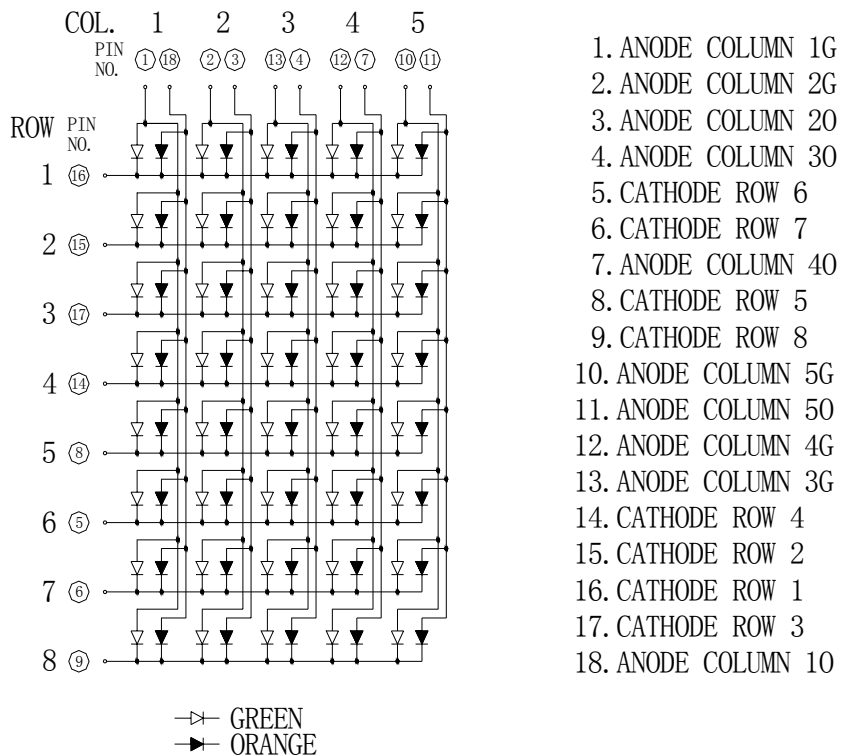 COL. 1 2 3 4 5
PIN NO. 1 18 2 3 13 4 12 7 10 11
ROW PIN NO.
1 16
2 15
3 17
4 14
5 8
6 5
7 6
8 9
GREEN
ORANGE
1. ANODE COLUMN 1G
2. ANODE COLUMN 2G
3. ANODE COLUMN 2O
4. ANODE COLUMN 3O
5. CATHODE ROW 6
6. CATHODE ROW 7
7. ANODE COLUMN 4O
8. CATHODE ROW 5
9. CATHODE ROW 8
10. ANODE COLUMN 5G
11. ANODE COLUMN 5O
12. ANODE COLUMN 4G
13. ANODE COLUMN 3G
14. CATHODE ROW 4
15. CATHODE ROW 2
16. CATHODE ROW 1
17. CATHODE ROW 3
18. ANODE COLUMN 1O